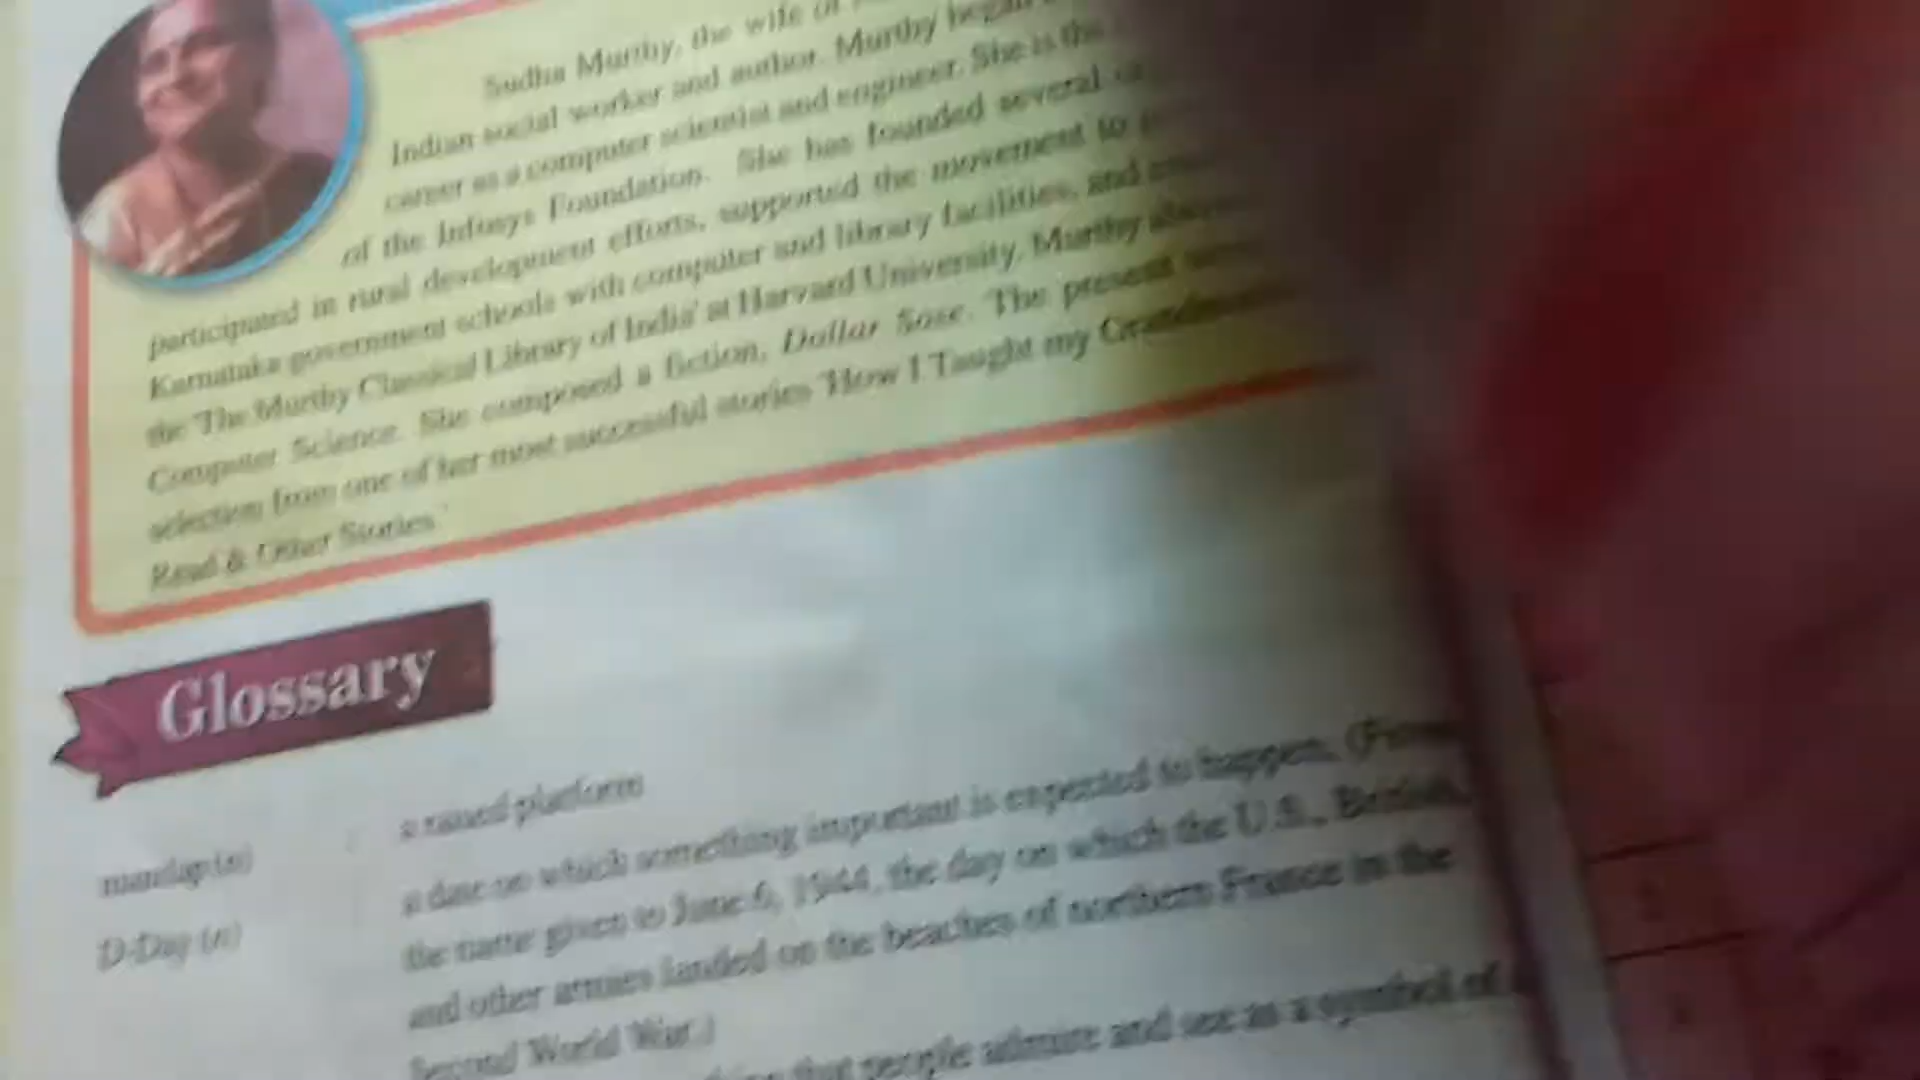 Sudha Murthy, the wife of
Indian social worker and author. Murthy began
career as a computer scientist and engineer. She is the
of the Infosys Foundation. She has founded several
participated in rural development efforts, supported the movement to
Karnataka government schools with computer and library facilities, and
the 'The Murthy Classical Library of India' at Harvard University. Murthy
Computer Science. She composed a fiction, Dollar Sose. The present
selection from one of her most successful stories 'How I Taught my
Read & Other Stories.'
Glossary
mandap (n) : a raised platform
D-Day (n) a date on which something important is expected to happen.
the name given to June 6, 1944, the day on which the U.S., British,
and other armies landed on the beaches of northern France in the
Second World War.)
that people admire and see as a symbol of